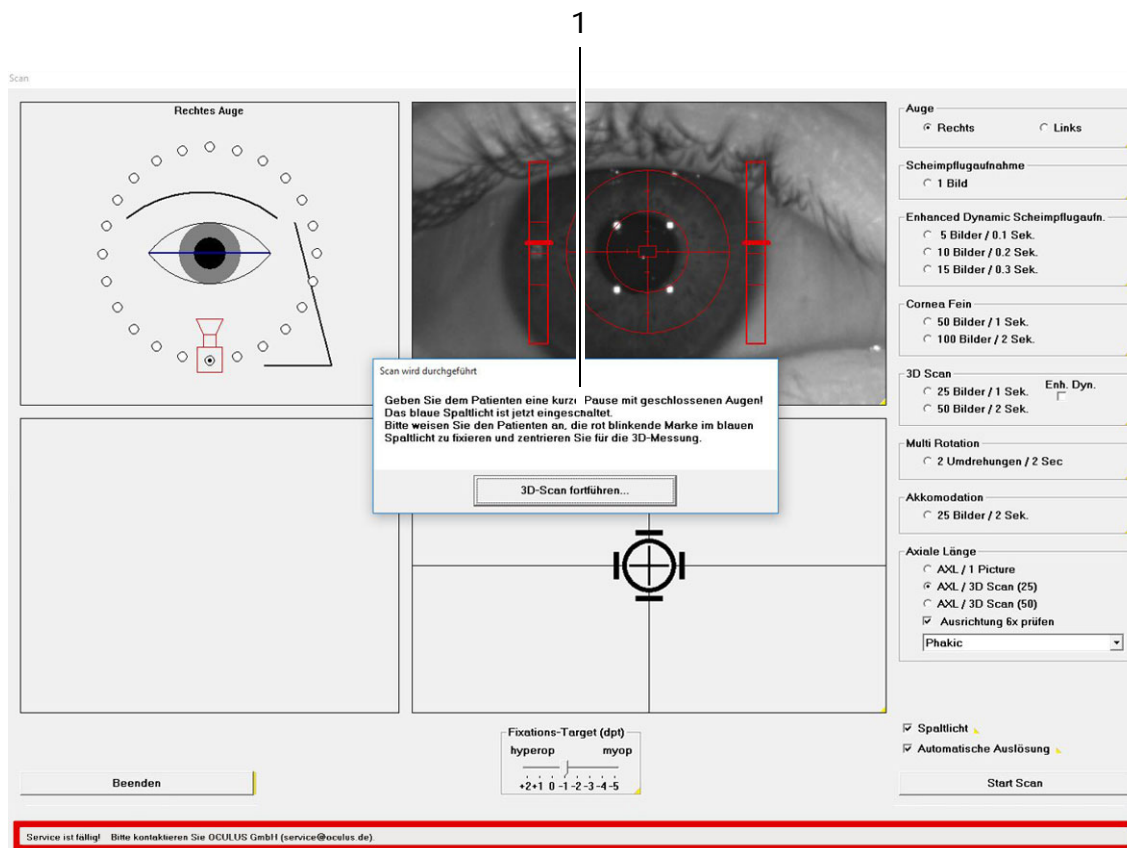 1
Scan
Rechtes Auge
Scan wird durchgeführt
Geben Sie dem Patienten eine kurze Pause mit geschlossenen Augen!
Das blaue Spaltlicht ist jetzt eingeschaltet.
Bitte weisen Sie den Patienten an, die rot blinkende Marke im blauen
Spaltlicht zu fixieren und zentrieren Sie für die 3D-Messung.
3D-Scan fortführen...
Fixations-Target (dpt)
hyperop myop
+2+1 0 -1 -2 -3 -4 -5
Beenden
Auge
Rechts Links
Scheimpflugaufnahme
1 Bild
Enhanced Dynamic Scheimpflugaufn.
5 Bilder / 0.1 Sek.
10 Bilder / 0.2 Sek.
15 Bilder / 0.3 Sek.
Cornea Fein
50 Bilder / 1 Sek.
100 Bilder / 2 Sek.
3D Scan
25 Bilder / 1 Sek. Enh. Dyn.
50 Bilder / 2 Sek.
Multi Rotation
2 Umdrehungen / 2 Sec
Akkomodation
25 Bilder / 2 Sek.
Axiale Länge
AXL / 1 Picture
AXL / 3D Scan (25)
AXL / 3D Scan (50)
Ausrichtung 6x prüfen
Phakic
Spaltlicht
Automatische Auslösung
Start Scan
Service ist fällig! Bitte kontaktieren Sie OCULUS GmbH (service@oculus.de).